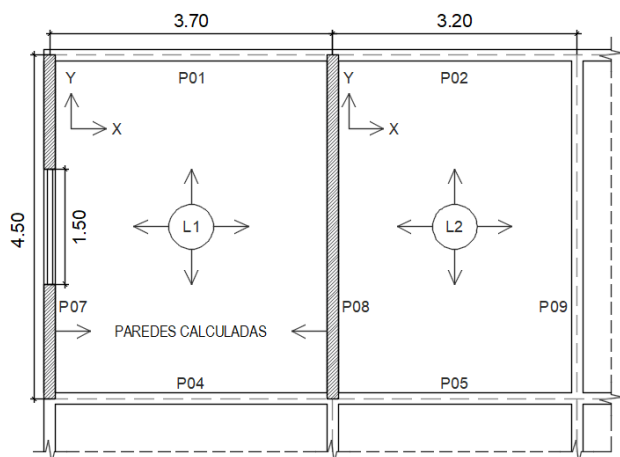 3.70 3.20
P01 P02
Y Y
X X
4.50
1.50
L1 L2
P07 P08 P09
PAREDES CALCULADAS
P04 P05